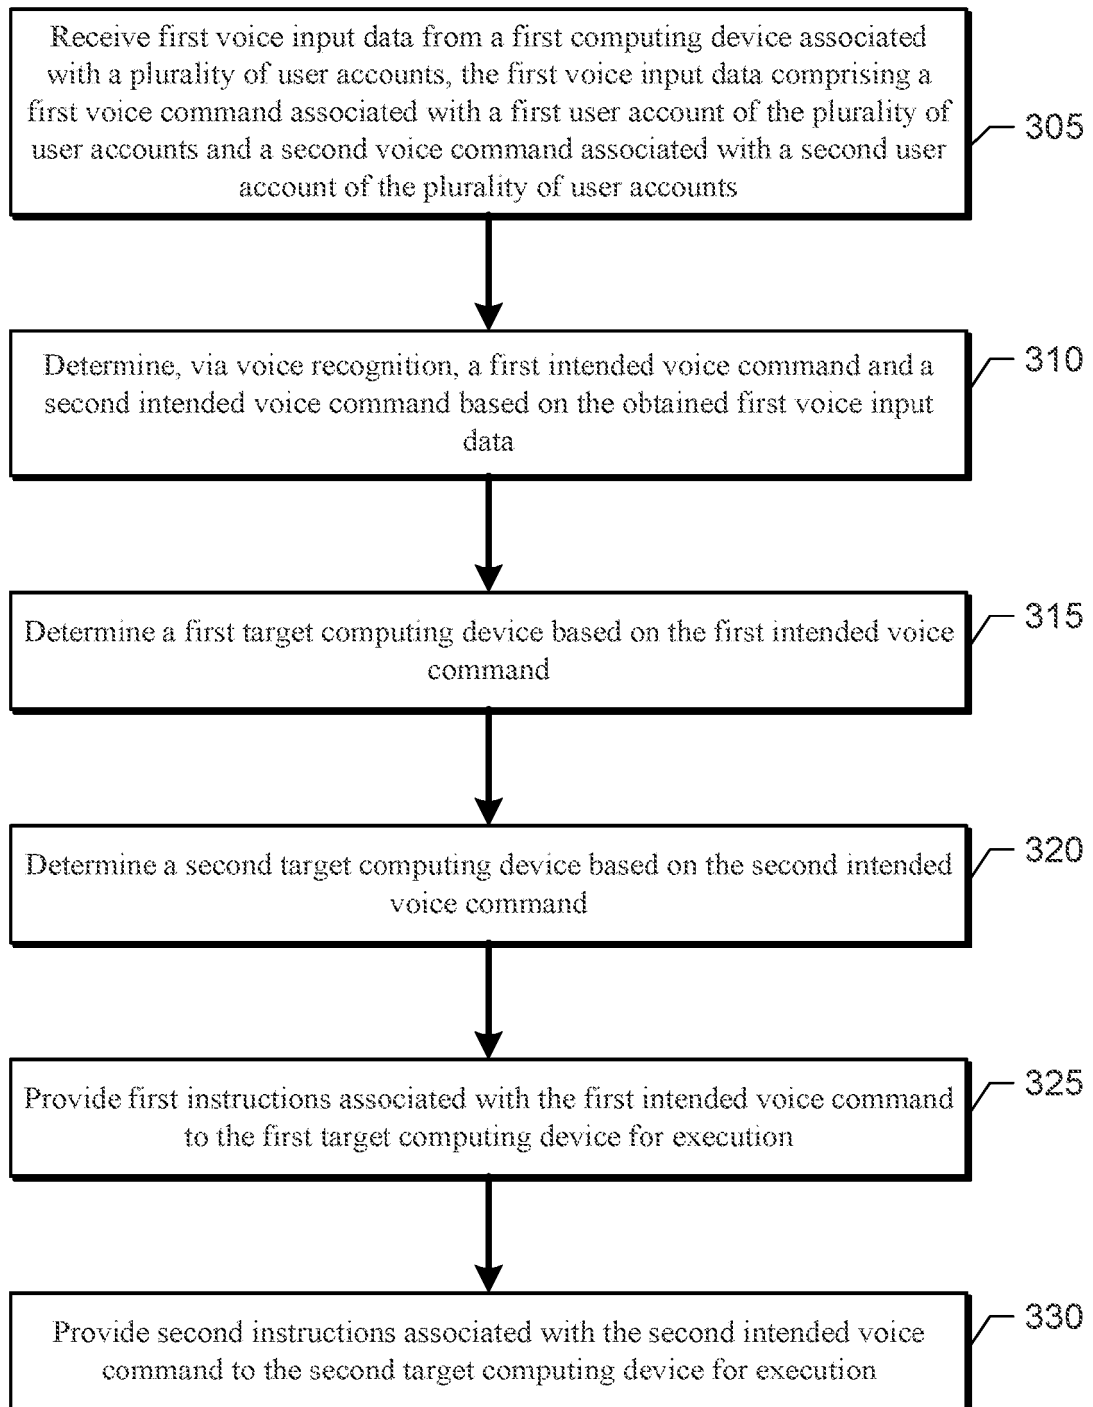 Receive first voice input data from a first computing device associated
with a plurality of user accounts, the first voice input data comprising a
first voice command associated with a first user account of the plurality of
user accounts and a second voice command associated with a second user
account of the plurality of user accounts
305
Determine, via voice recognition, a first intended voice command and a
second intended voice command based on the obtained first voice input
data
310
Determine a first target computing device based on the first intended voice
command
315
Determine a second target computing device based on the second intended
voice command
320
Provide first instructions associated with the first intended voice command
to the first target computing device for execution
325
Provide second instructions associated with the second intended voice
command to the second target computing device for execution
330